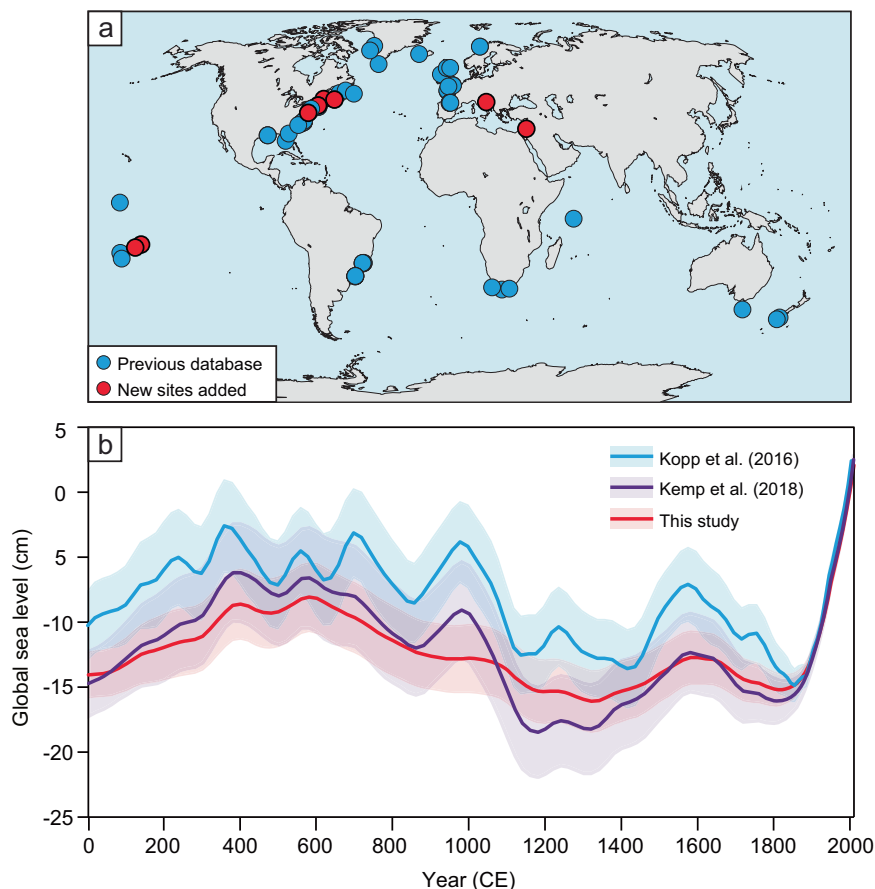 a
Previous database
New sites added
b
5
0
5
-10
-15
-20
-25
Global sea level (cm)
Kopp et al. (2016)
Kemp et al. (2018)
This study
0 200 400 600 800 1000 1200 1400 1600 1800 2000
Year (CE)